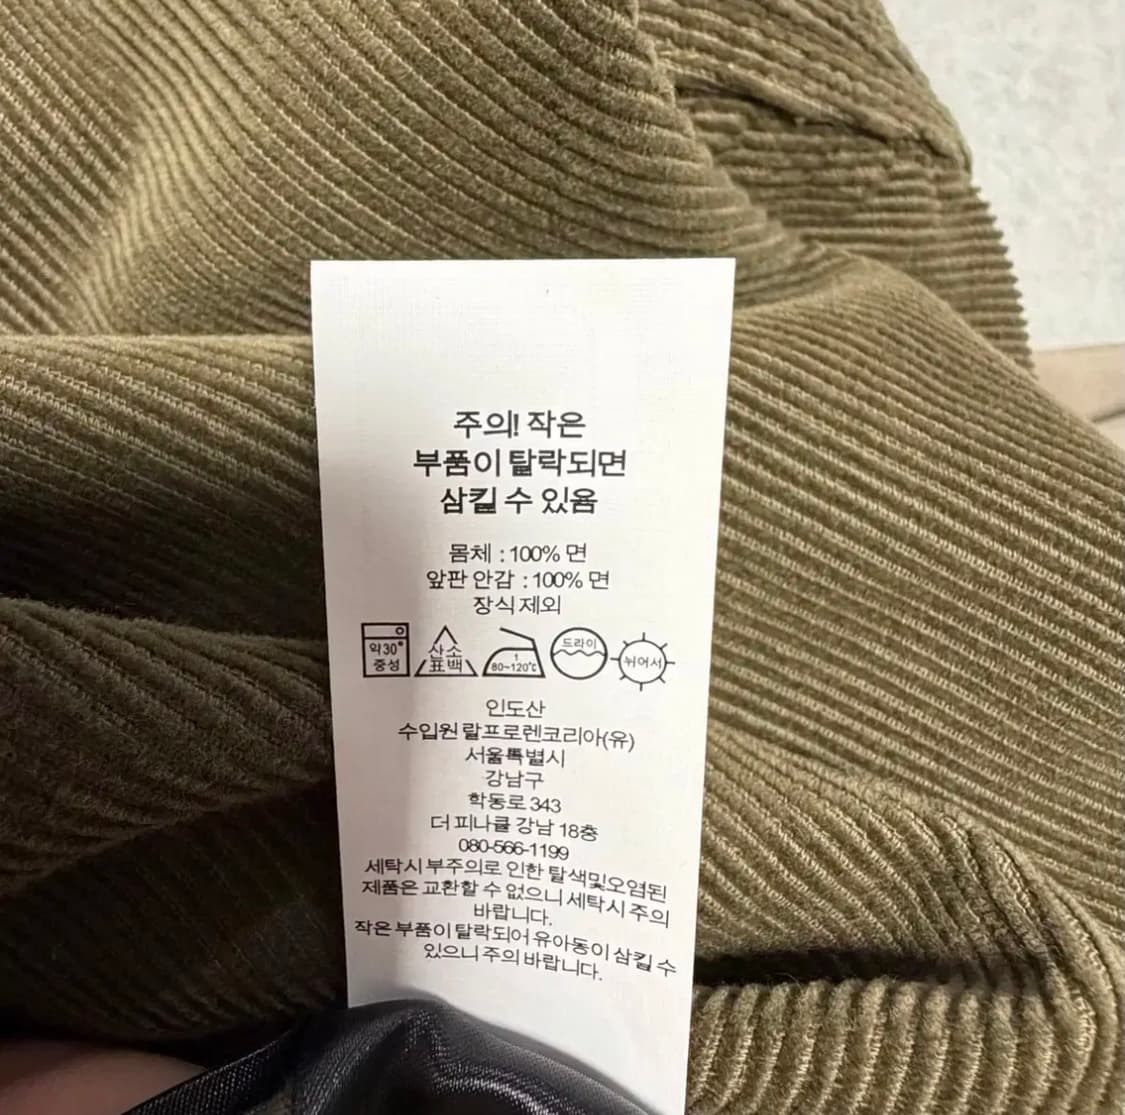 주의! 작은
부품이 탈락되면
삼킬 수 있음
몸체 : 100% 면
앞판 안감 : 100% 면
장식 제외
약30°
중성
산소
표백
1
80~120℃
드라이
뉘어서
인도산
수입원 랄프로렌코리아(유)
서울특별시
강남구
학동로 343
더 피나클 강남 18층
080-566-1199
세탁시 부주의로 인한 탈색및오염된
제품은 교환할 수 없으니 세탁시 주의
바랍니다.
작은 부품이 탈락되어 유아동이 삼킬 수
있으니 주의 바랍니다.